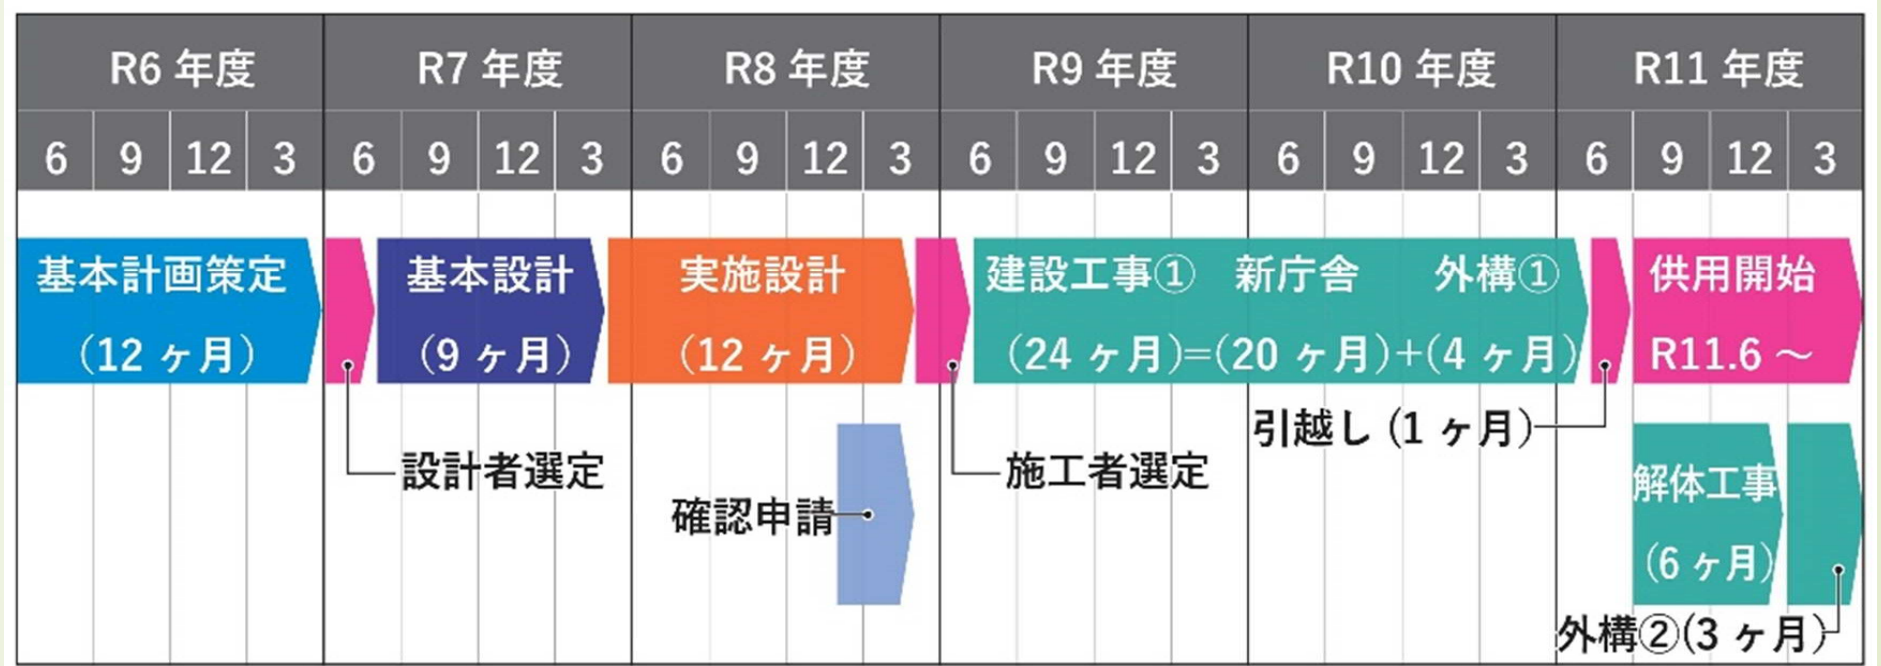 R6 年度 R7 年度 R8 年度 R9 年度 R10 年度 R11 年度
6 9 12 3 6 9 12 3 6 9 12 3 6 9 12 3 6 9 12 3 6 9 12 3
基本計画策定
(12 ヶ月)
基本設計
(9 ヶ月)
実施設計
(12 ヶ月)
建設工事① 新庁舎 外構①
(24 ヶ月)=(20 ヶ月)+(4 ヶ月)
供用開始
R11.6 ～
引越し (1 ヶ月)
設計者選定
施工者選定
確認申請
解体工事
(6 ヶ月)
外構②(3 ヶ月)